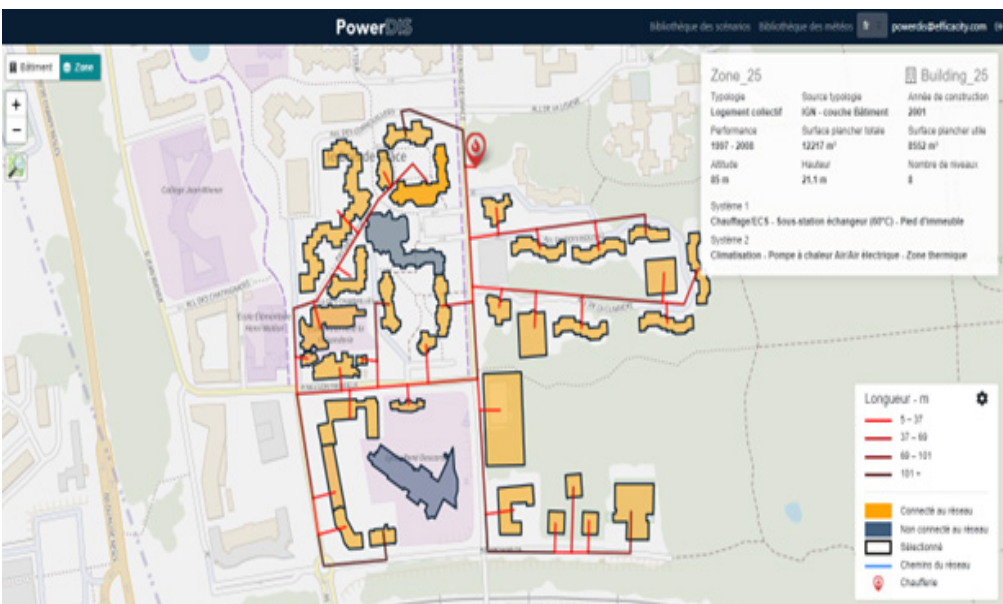 PowerDIS
Bibliothèque des scénarios Bibliothèque des météos fr powerdis@efficacity.com
Bâtiment Zone
+
−
Zone_25 Building_25
Typologie Source typologie Année de construction
Logement collectif IGN - couche Bâtiment 2001
Performance Surface plancher totale Surface plancher utile
1997 - 2008 12217 m² 8552 m²
Altitude Hauteur Nombre de niveaux
85 m 21.1 m 8
Système 1
Chauffage/ECS - Sous-station échangeur (60°C) - Pied d'immeuble
Système 2
Climatisation - Pompe à chaleur Air/Air électrique - Zone thermique
Longueur - m
5 – 37
37 – 69
69 – 101
101 +
Connecté au réseau
Non connecté au réseau
Sélectionné
Chemins du réseau
Chaufferie